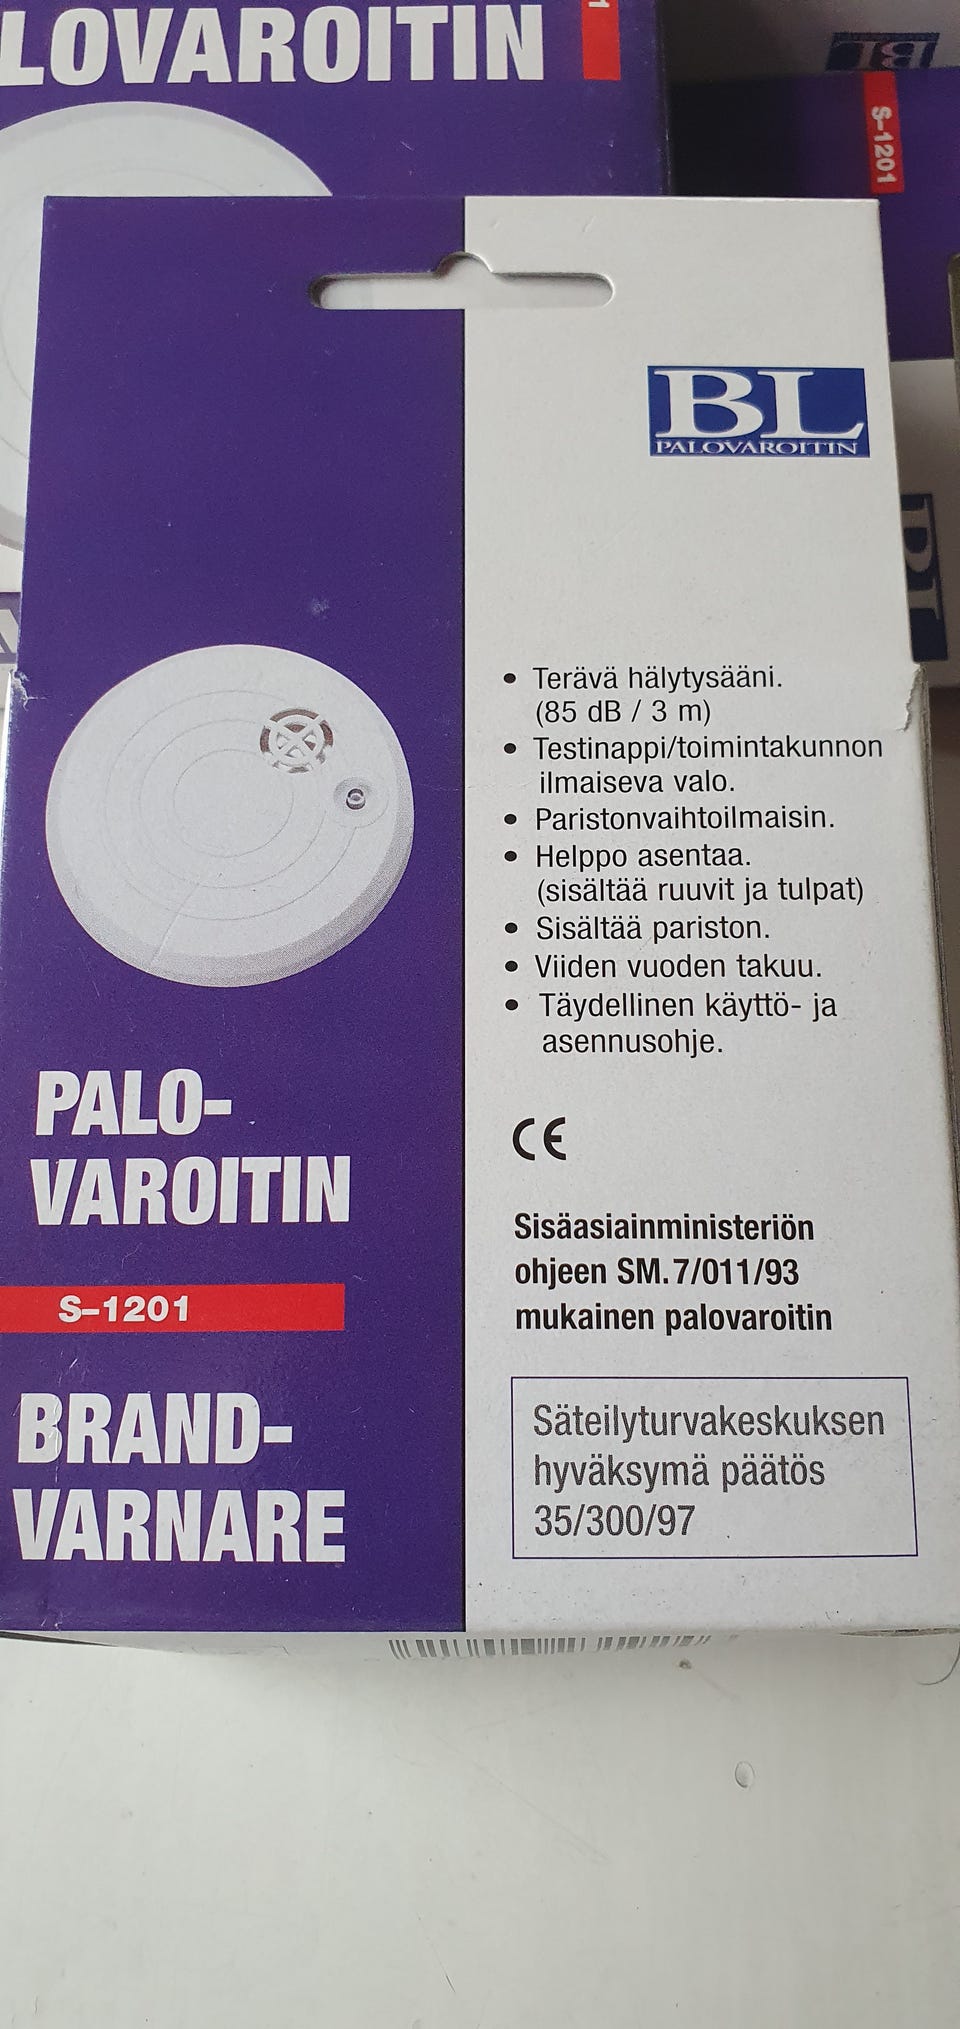 LOVAROITIN
1
BL
S-1201
BL
PALOVAROITIN
BL
• Terävä hälytysääni.
(85 dB / 3 m)
• Testinappi/toimintakunnon
ilmaiseva valo.
• Paristonvaihtoilmaisin.
• Helppo asentaa.
(sisältää ruuvit ja tulpat)
• Sisältää pariston.
• Viiden vuoden takuu.
• Täydellinen käyttö- ja
asennusohje.
CE
Sisäasiainministeriön
ohjeen SM.7/011/93
mukainen palovaroitin
Säteilyturvakeskuksen
hyväksymä päätös
35/300/97
PALO-
VAROITIN
S-1201
BRAND-
VARNARE